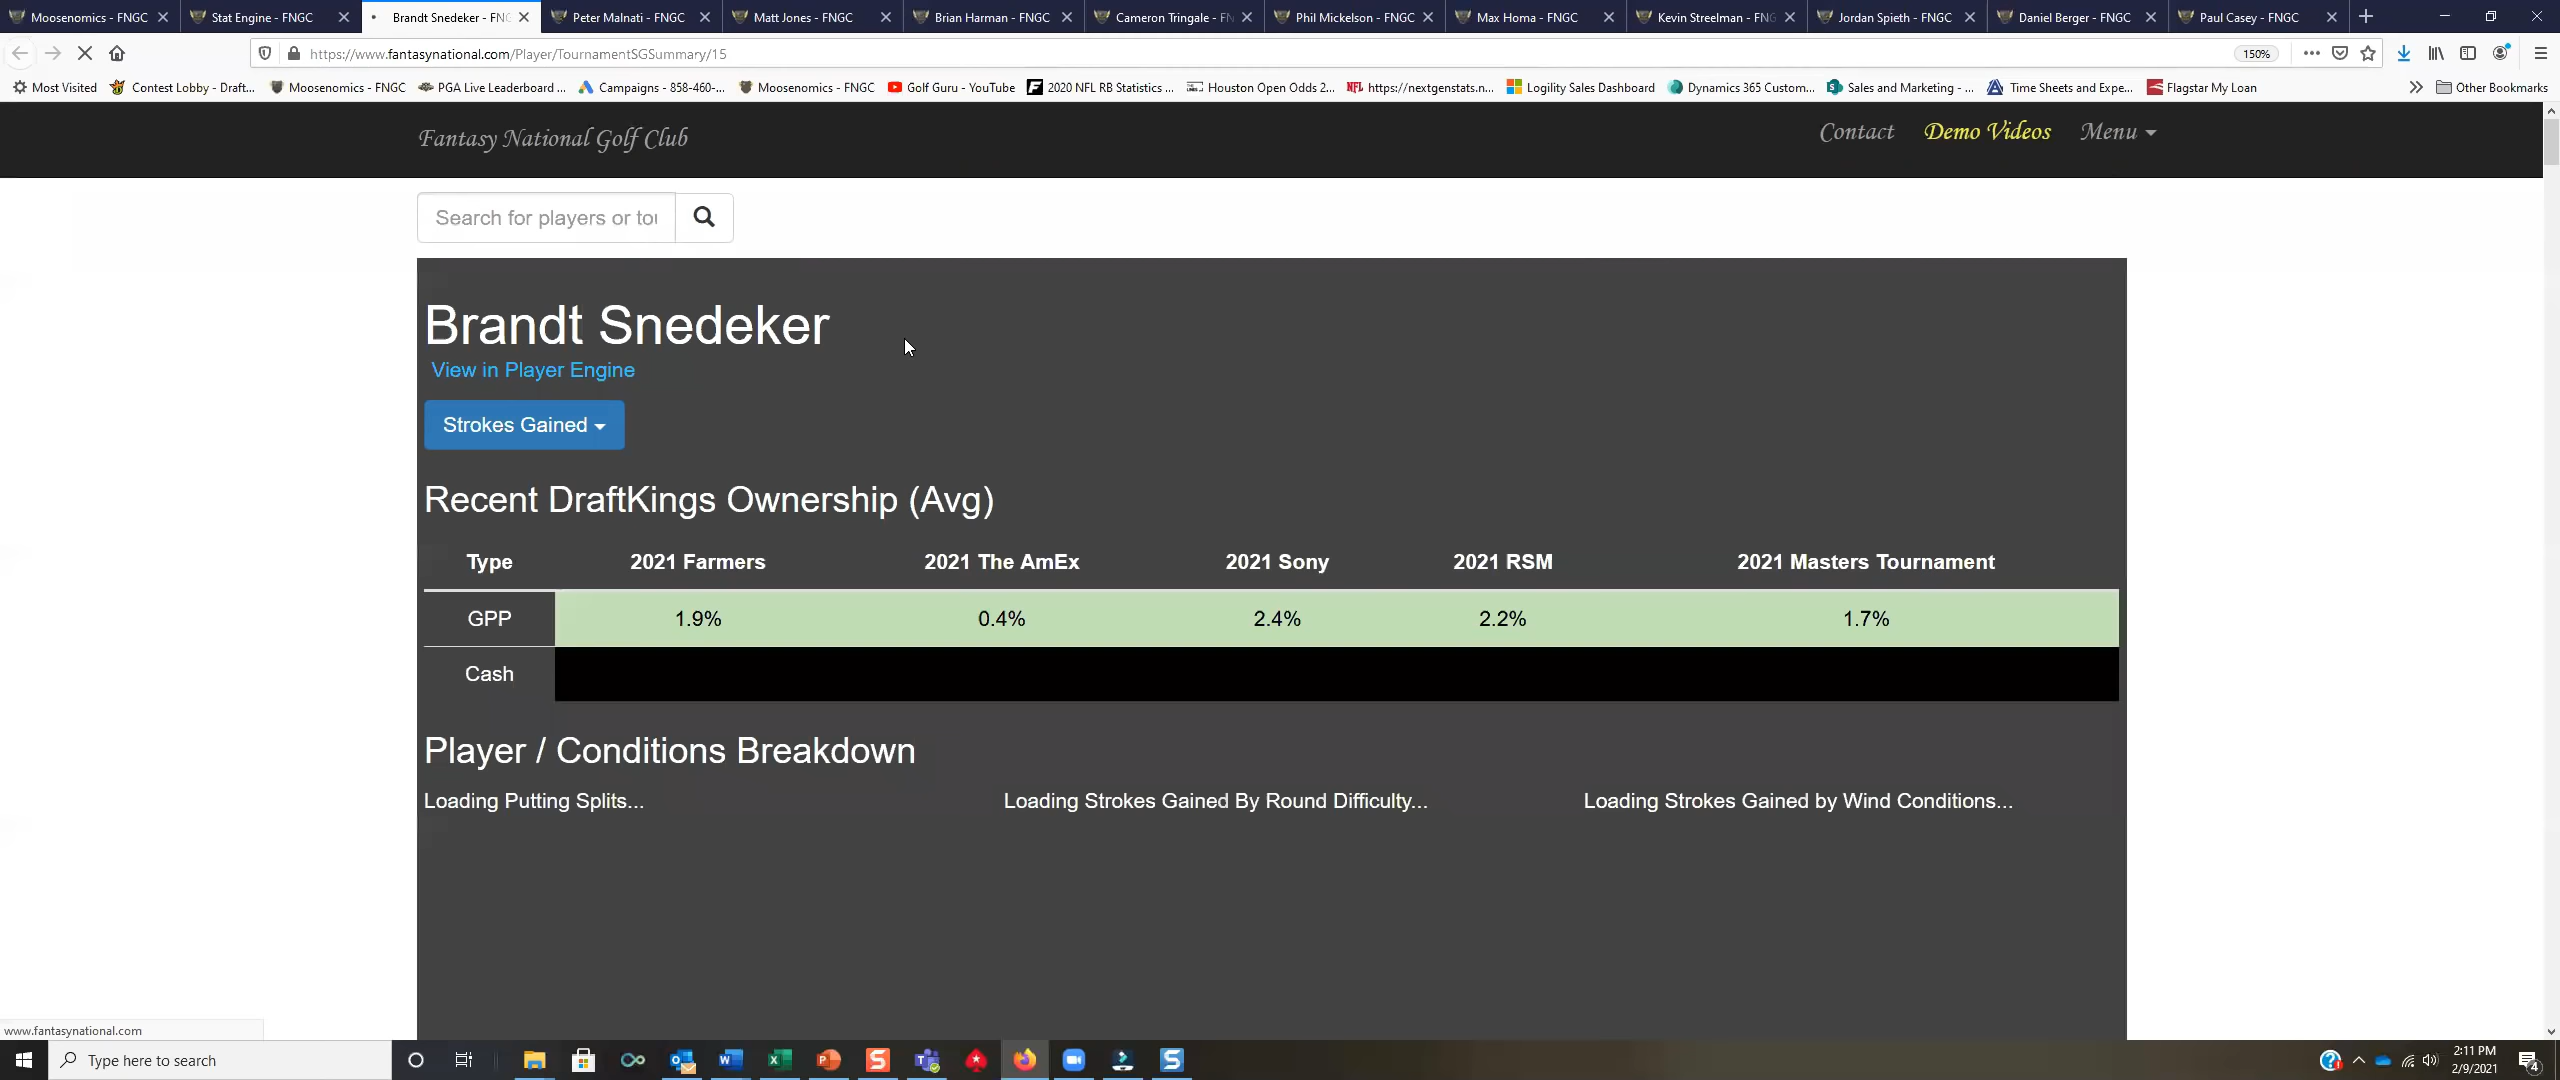 Moosenomics - FNGC Stat Engine - FNGC Brandt Snedeker - FNG Peter Malnati - FNGC Matt Jones - FNGC Brian Harman - FNGC Cameron Tringale - FN Phil Mickelson - FNGC Max Homa - FNGC Kevin Streelman - FNG Jordan Spieth - FNGC Daniel Berger - FNGC Paul Casey - FNGC
https://www.fantasynational.com/Player/TournamentSGSummary/15 150%
Most Visited Contest Lobby - Draft... Moosenomics - FNGC PGA Live Leaderboard ... Campaigns - 858-460-... Moosenomics - FNGC Golf Guru - YouTube 2020 NFL RB Statistics ... Houston Open Odds 2... https://nextgenstats.n... Logility Sales Dashboard Dynamics 365 Custom... Sales and Marketing - ... Time Sheets and Expe... Flagstar My Loan Other Bookmarks
Fantasy National Golf Club Contact Demo Videos Menu
Search for players or tou
Brandt Snedeker
View in Player Engine
Strokes Gained
Recent DraftKings Ownership (Avg)
Type 2021 Farmers 2021 The AmEx 2021 Sony 2021 RSM 2021 Masters Tournament
GPP 1.9% 0.4% 2.4% 2.2% 1.7%
Cash
Player / Conditions Breakdown
Loading Putting Splits... Loading Strokes Gained By Round Difficulty... Loading Strokes Gained by Wind Conditions...
www.fantasynational.com
Type here to search
2:11 PM
2/9/2021
4